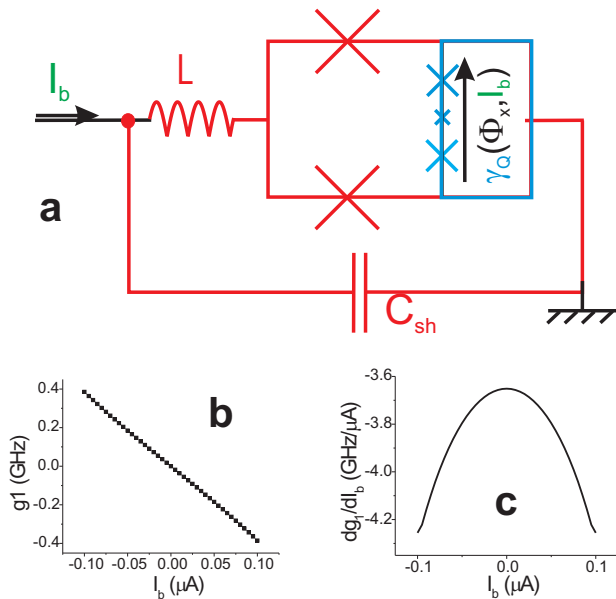 I_b
L
γ_Q(Φ_x, I_b)
a
C_sh
b
0.4
0.2
0.0
-0.2
-0.4
g1 (GHz)
-0.10 -0.05 0.00 0.05 0.10
I_b (μA)
c
-3.6
-3.8
-4.0
-4.2
dg_1/dI_b (GHz/μA)
-0.1 0.0 0.1
I_b (μA)